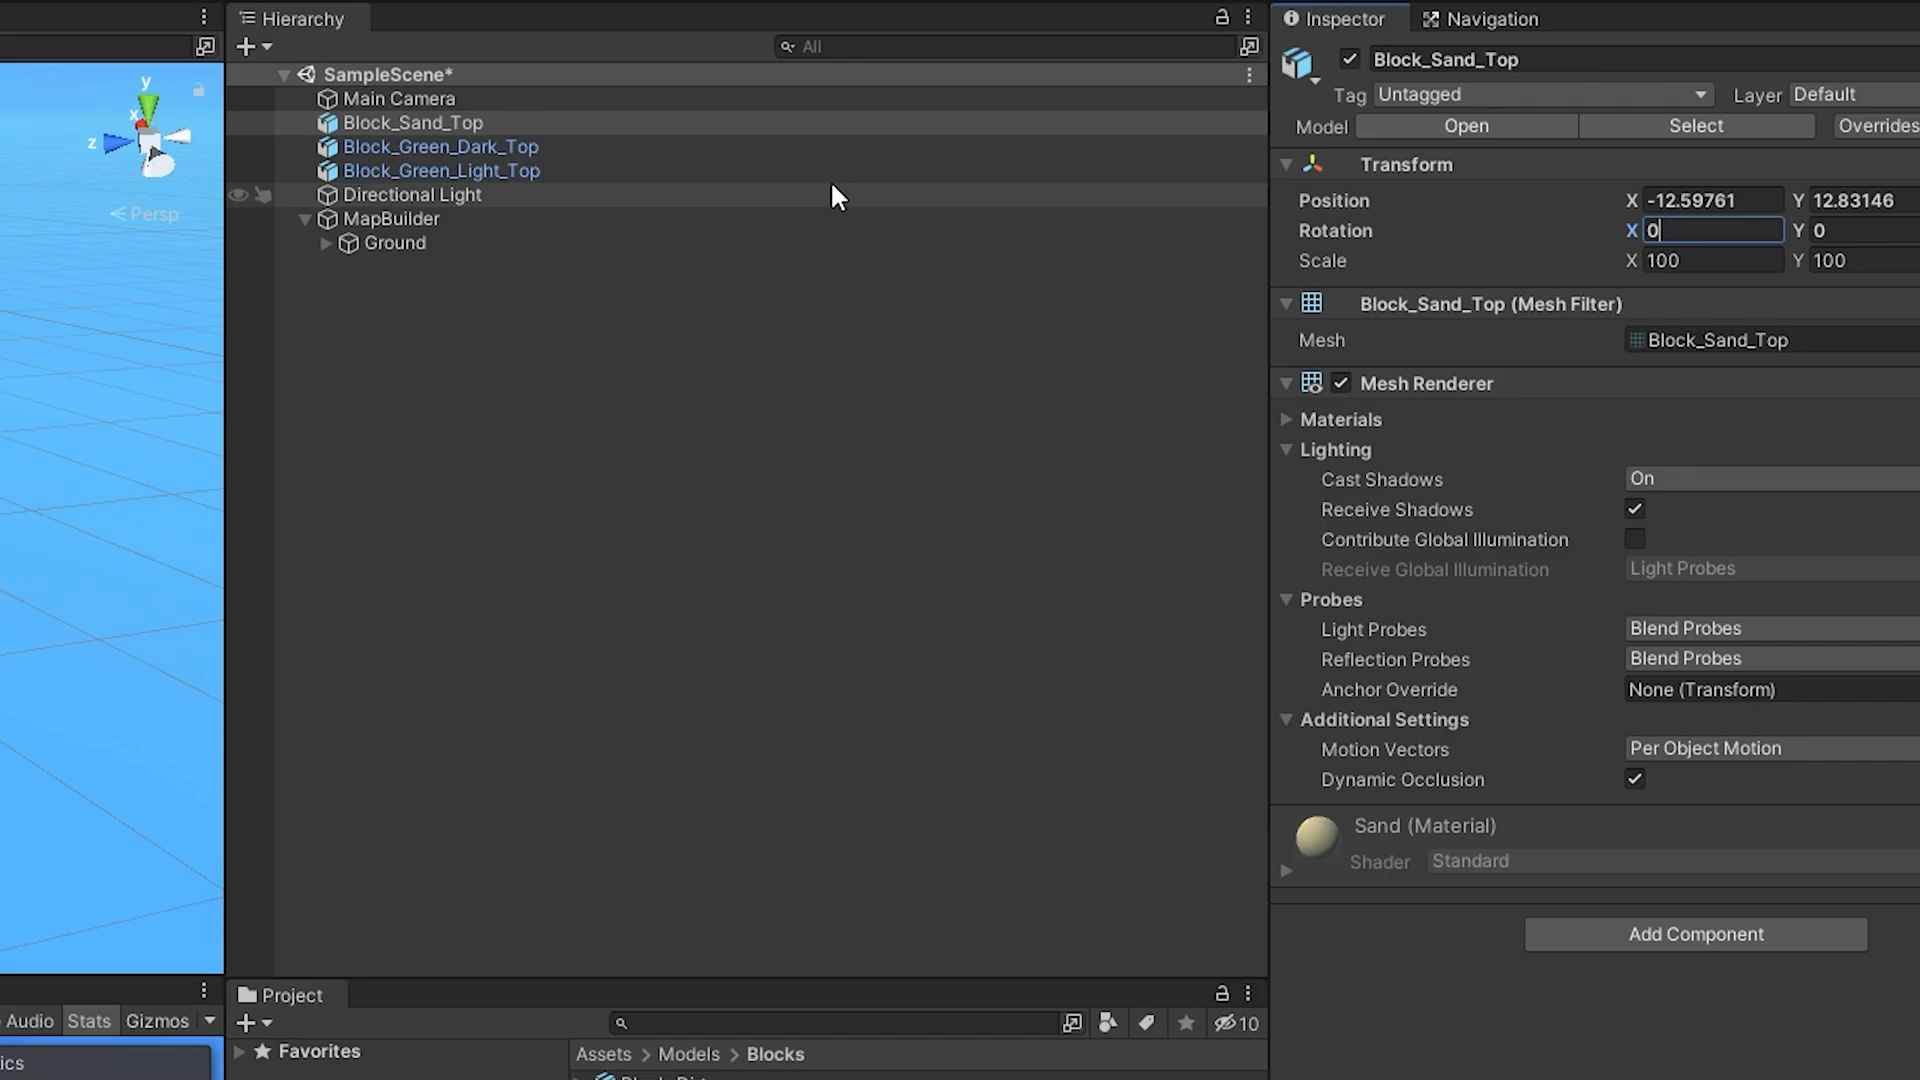 Hierarchy
All
SampleScene*
Main Camera
Block_Sand_Top
Block_Green_Dark_Top
Block_Green_Light_Top
Directional Light
MapBuilder
Ground
y
x
z
Persp
Inspector
Navigation
Block_Sand_Top
Tag Untagged Layer Default
Model Open Select Overrides
Transform
Position X -12.59761 Y 12.83146
Rotation X 0 Y 0
Scale X 100 Y 100
Block_Sand_Top (Mesh Filter)
Mesh Block_Sand_Top
Mesh Renderer
Materials
Lighting
Cast Shadows On
Receive Shadows
Contribute Global Illumination
Receive Global Illumination Light Probes
Probes
Light Probes Blend Probes
Reflection Probes Blend Probes
Anchor Override None (Transform)
Additional Settings
Motion Vectors Per Object Motion
Dynamic Occlusion
Sand (Material)
Shader Standard
Add Component
Audio Stats Gizmos
ics
Project
10
Favorites
Assets > Models > Blocks